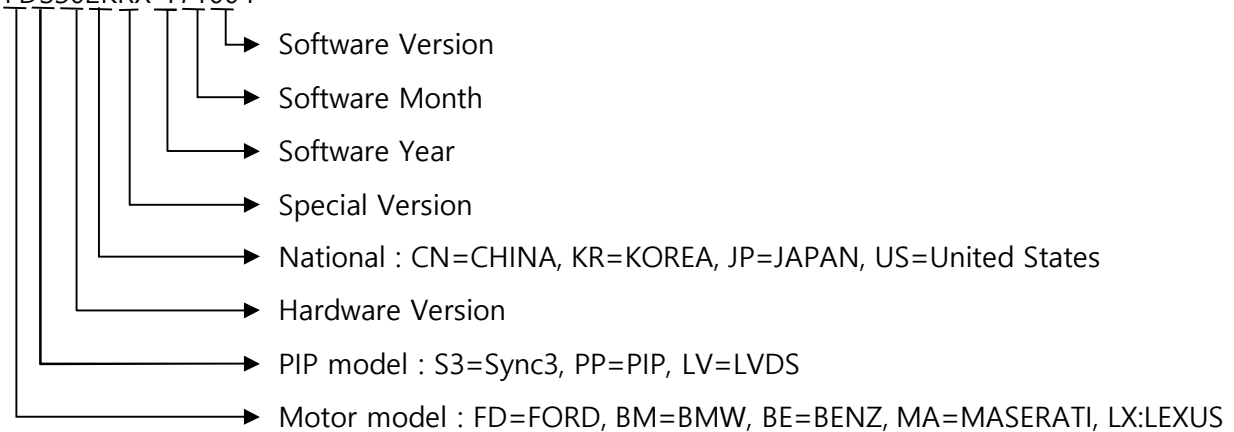 Software Version
Software Month
Software Year
Special Version
National : CN=CHINA, KR=KOREA, JP=JAPAN, US=United States
Hardware Version
PIP model : S3=Sync3, PP=PIP, LV=LVDS
Motor model : FD=FORD, BM=BMW, BE=BENZ, MA=MASERATI, LX:LEXUS